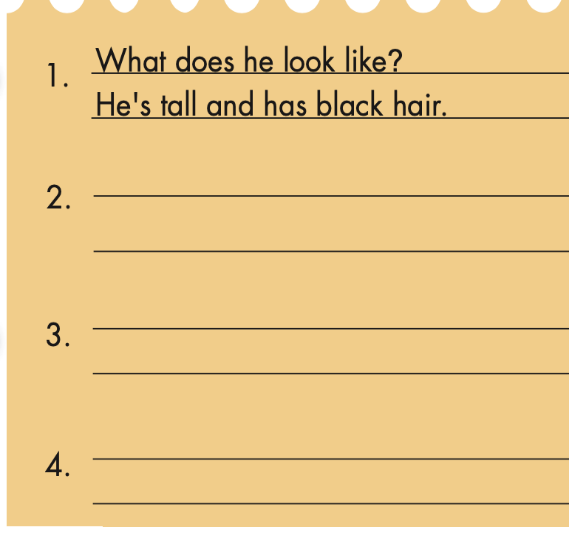 1. What does he look like?
He's tall and has black hair.
2.
3.
4.